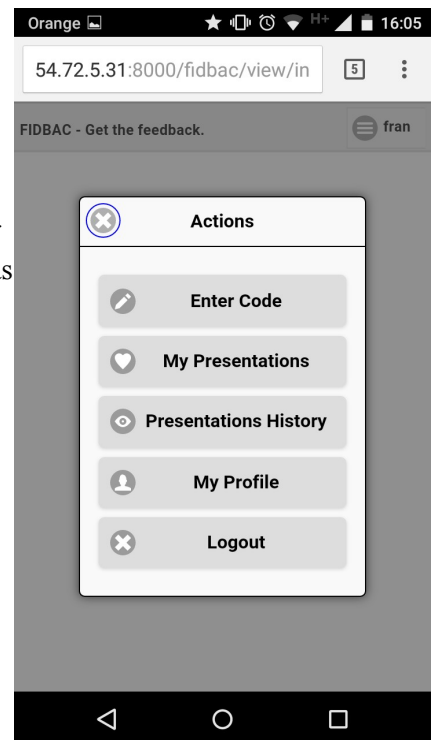 Orange H+ 16:05
54.72.5.31:8000/fidbac/view/in 5
FIDBAC - Get the feedback. fran
Actions
Enter Code
My Presentations
Presentations History
My Profile
Logout